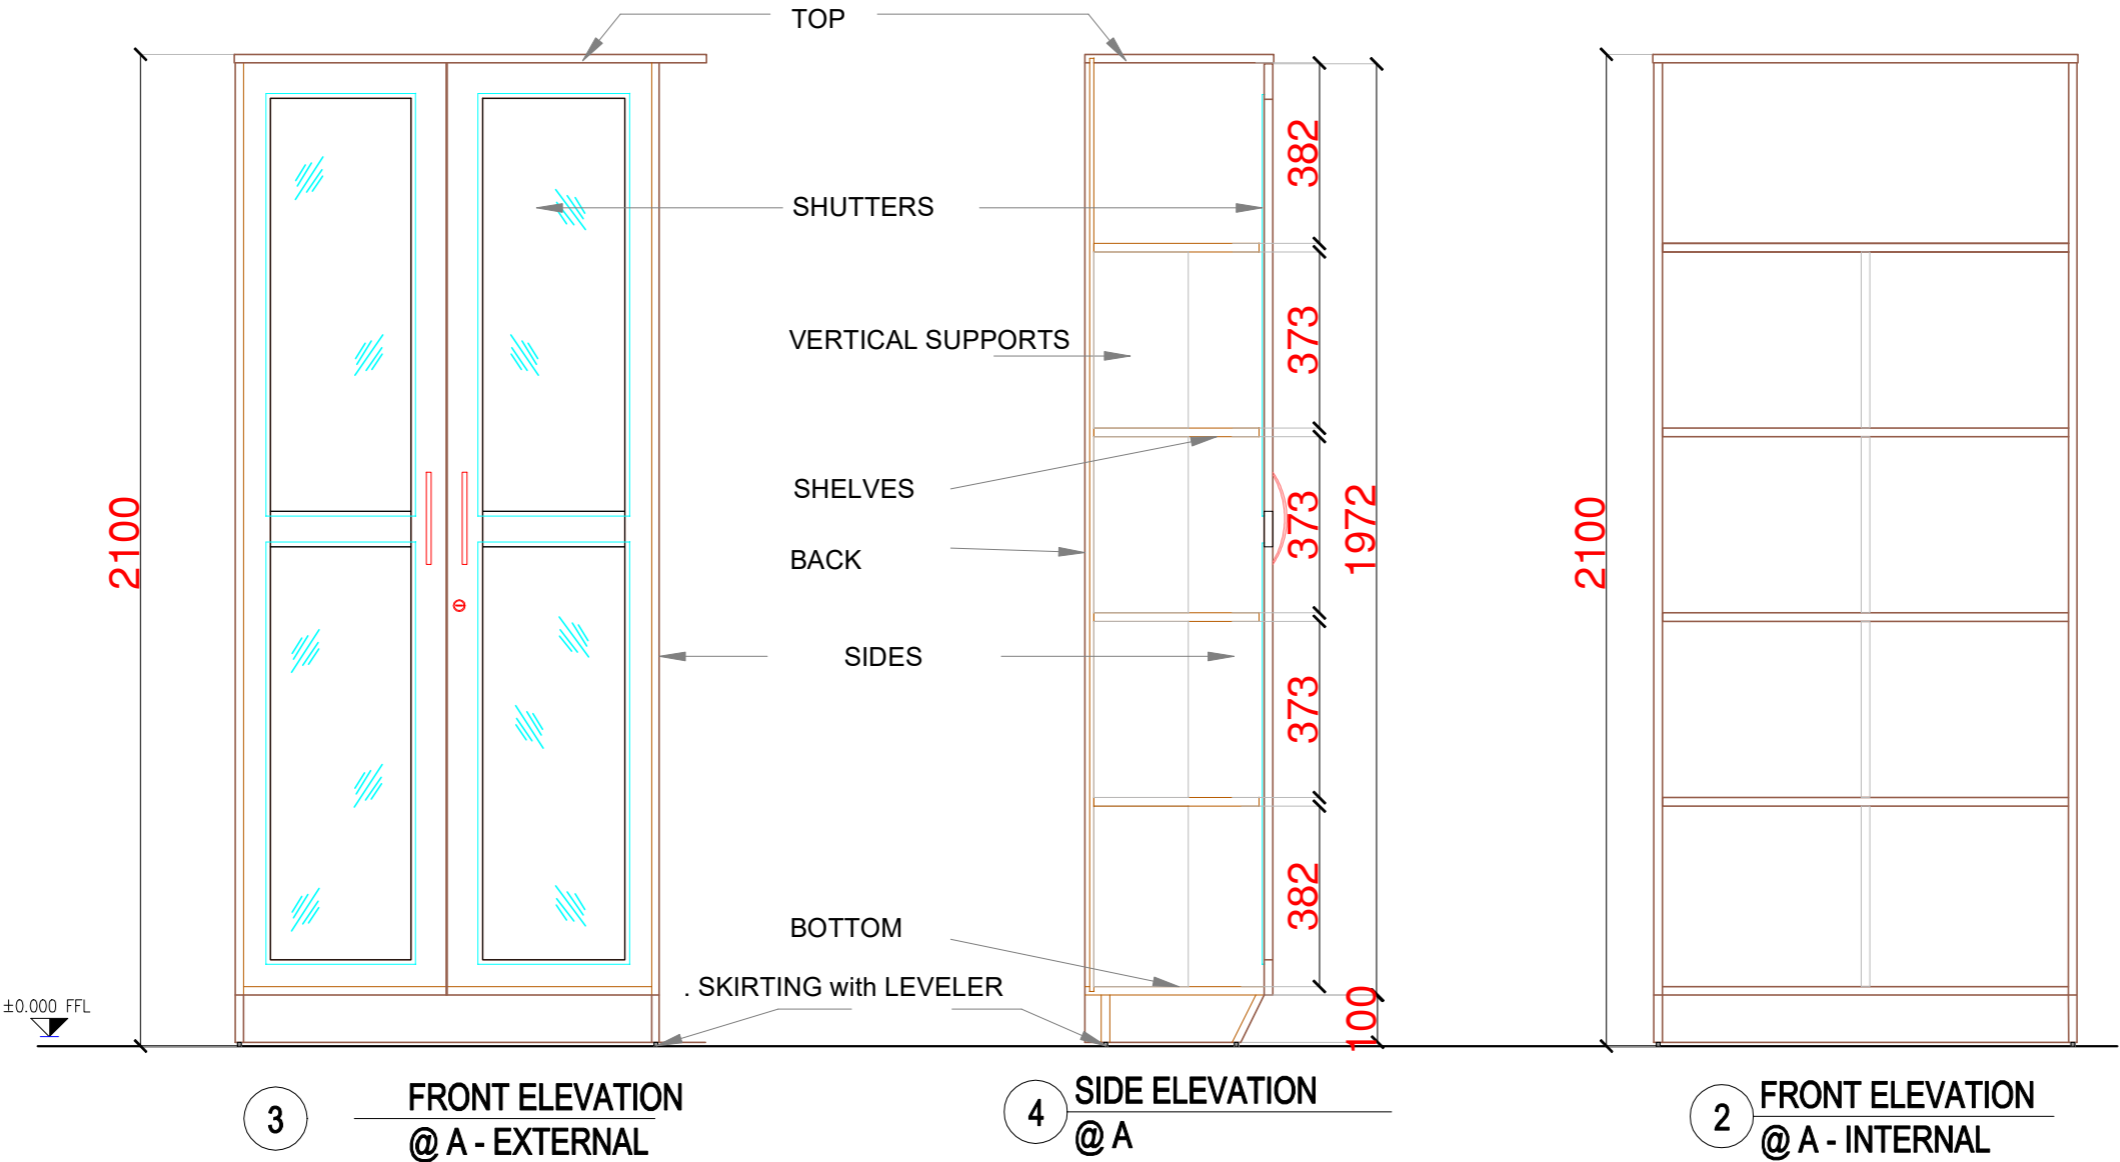 TOP
382
SHUTTERS
VERTICAL SUPPORTS
373
2100
SHELVES
373
1972
2100
BACK
SIDES
373
382
BOTTOM
. SKIRTING with LEVELER
100
±0.000 FFL
3
FRONT ELEVATION
@ A - EXTERNAL
4
SIDE ELEVATION
@ A
2
FRONT ELEVATION
@ A - INTERNAL